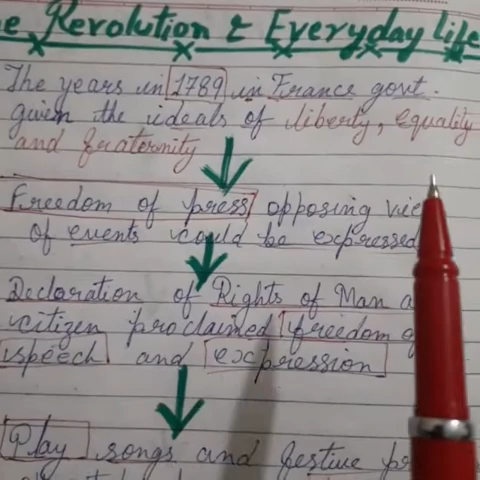 Revolution & Everyday life
The years in 1789 in France govt.
given the ideals of liberty, equality
and fraternity
Freedom of press opposing
of events could be expressed
Declaration of Rights of Man
citizen proclaimed freedom
speech and expression
Play songs and festive